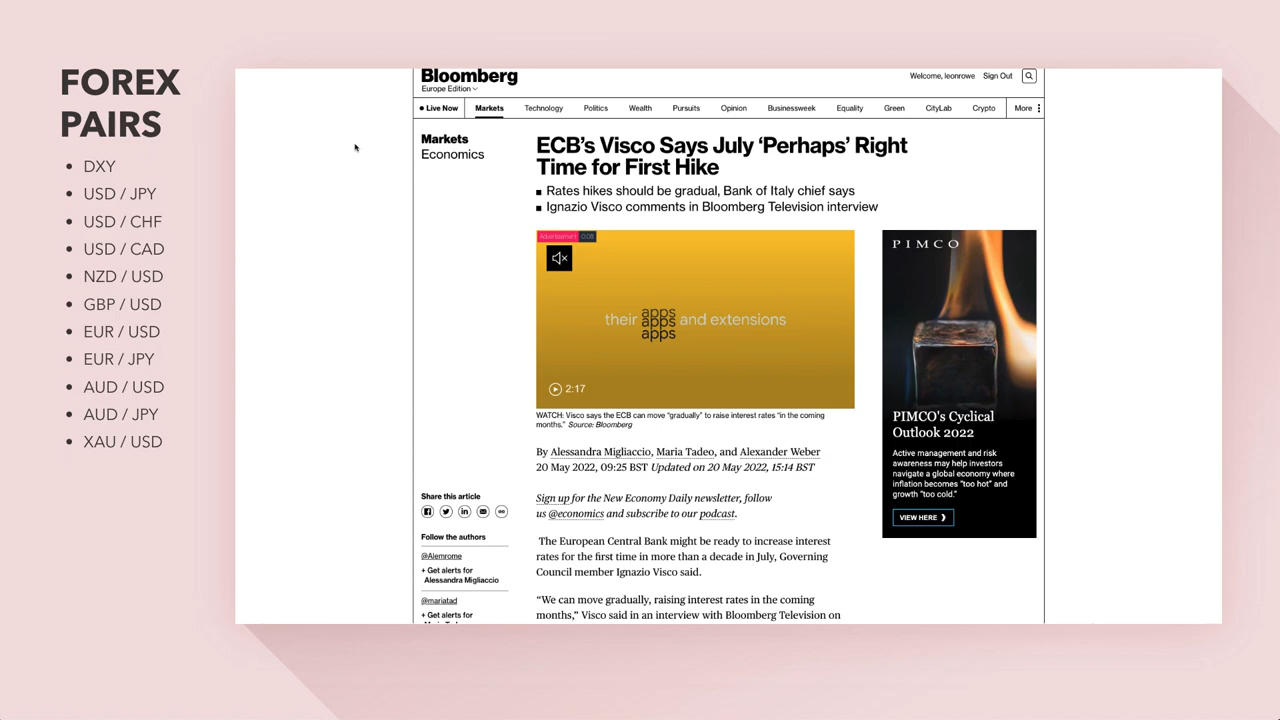 FOREX
PAIRS
DXY
USD / JPY
USD / CHF
USD / CAD
NZD / USD
GBP / USD
EUR / USD
EUR / JPY
AUD / USD
AUD / JPY
XAU / USD
Bloomberg
Europe Edition
Welcome, leonrowe Sign Out
Live Now Markets Technology Politics Wealth Pursuits Opinion Businessweek Equality Green CityLab Crypto More
Markets
Economics
ECB’s Visco Says July ‘Perhaps’ Right
Time for First Hike
Rates hikes should be gradual, Bank of Italy chief says
Ignazio Visco comments in Bloomberg Television interview
Advertisement 0:08
apps
their apps and extensions
apps
2:17
WATCH: Visco says the ECB can move “gradually” to raise interest rates “in the coming
months.” Source: Bloomberg
By Alessandra Migliaccio, Maria Tadeo, and Alexander Weber
20 May 2022, 09:25 BST Updated on 20 May 2022, 15:14 BST
Share this article
Follow the authors
@Alemrome
+ Get alerts for
Alessandra Migliaccio
@mariatad
+ Get alerts for
Sign up for the New Economy Daily newsletter, follow
us @economics and subscribe to our podcast.
The European Central Bank might be ready to increase interest
rates for the first time in more than a decade in July, Governing
Council member Ignazio Visco said.
“We can move gradually, raising interest rates in the coming
months,” Visco said in an interview with Bloomberg Television on
PIMCO
PIMCO's Cyclical
Outlook 2022
Active management and risk
awareness may help investors
navigate a global economy where
inflation becomes “too hot” and
growth “too cold.”
VIEW HERE